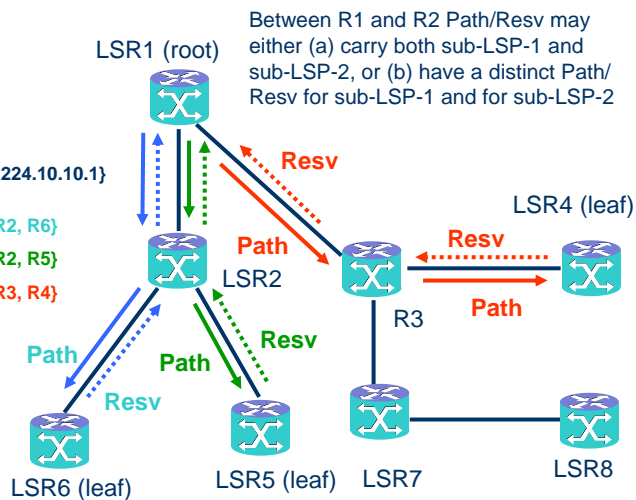 Between R1 and R2 Path/Resv may
either (a) carry both sub-LSP-1 and
sub-LSP-2, or (b) have a distinct Path/
Resv for sub-LSP-1 and for sub-LSP-2
LSR1 (root)
224.10.10.1}
R2, R6}
R2, R5}
R3, R4}
Resv
Path
LSR4 (leaf)
Resv
Path
LSR2
R3
Path
Resv
Path
Resv
LSR6 (leaf)
LSR5 (leaf)
LSR7
LSR8